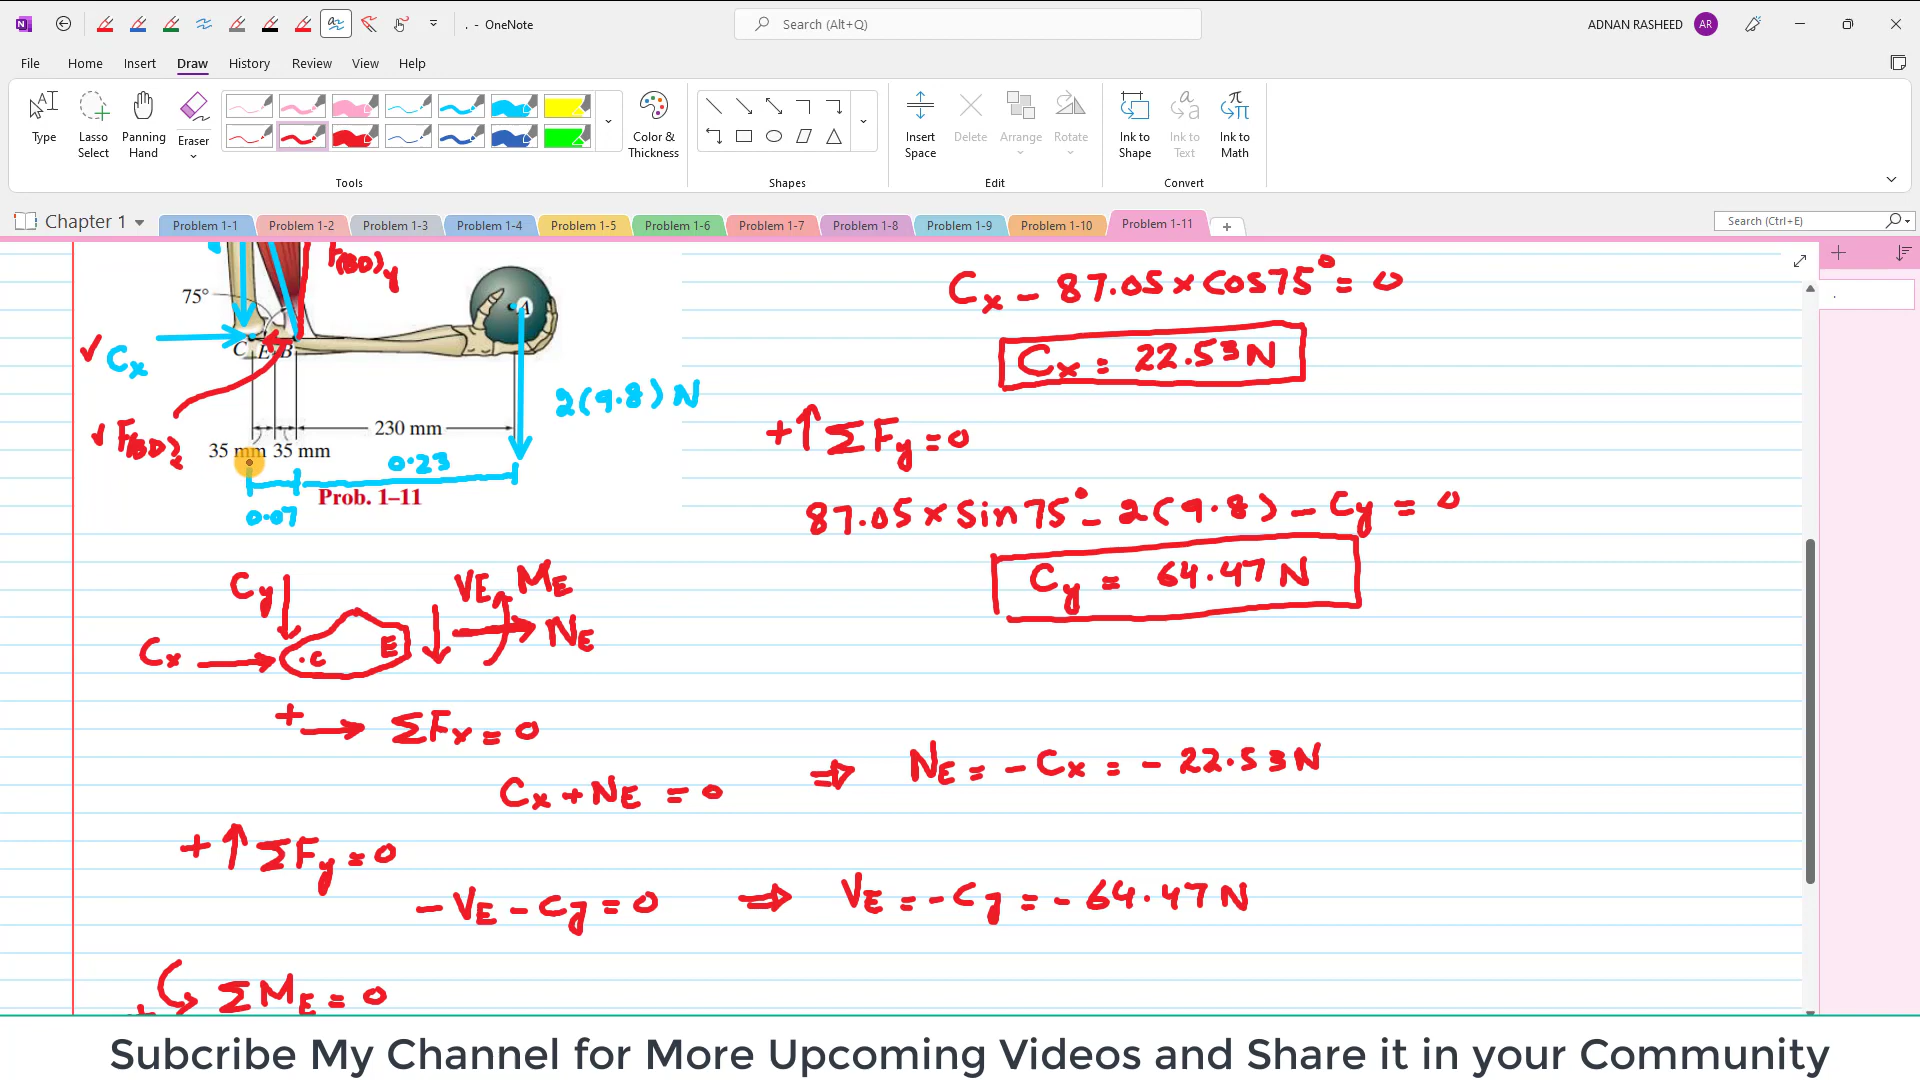 . - OneNote
Search (Alt+Q)
ADNAN RASHEED AR
File Home Insert Draw History Review View Help
Type
Lasso Select
Panning Hand
Eraser
Color & Thickness
Insert Space
Delete
Arrange
Rotate
Ink to Shape
Ink to Text
Ink to Math
Tools Shapes Edit Convert
Chapter 1 Problem 1-1 Problem 1-2 Problem 1-3 Problem 1-4 Problem 1-5 Problem 1-6 Problem 1-7 Problem 1-8 Problem 1-9 Problem 1-10 Problem 1-11
Search (Ctrl+E)
F(BD)y
75°
A
C E B
✓ Cx
2(9.8) N
230 mm
✓ F(BD)x
35 mm 35 mm
0.23
Prob. 1–11
0.07
Cx - 87.05 × cos75° = 0
Cx = 22.53 N
+↑ ΣFy = 0
87.05 × sin75° - 2(9.8) - Cy = 0
Cy = 64.47 N
Cy VE ME
Cx .C E NE
+→ ΣFx = 0
Cx + NE = 0 ⇒ NE = - Cx = - 22.53 N
+↑ ΣFy = 0
- VE - Cy = 0 ⇒ VE = - Cy = - 64.47 N
+ ΣME = 0
Subcribe My Channel for More Upcoming Videos and Share it in your Community